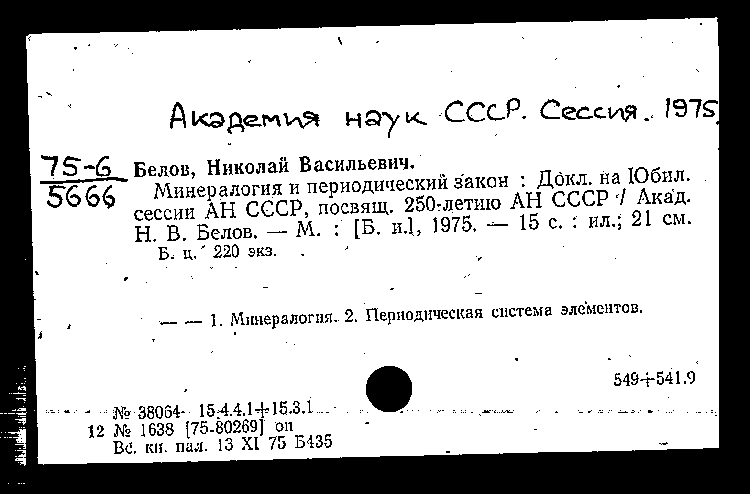 Академия наук СССР. Сессия. 1975.
75-6
5666
Белов, Николай Васильевич.
Минералогия и периодический закон : Докл. на Юбил.
сессии АН СССР, посвящ. 250-летию АН СССР / Акад.
Н. В. Белов. — М. : [Б. и.], 1975. — 15 с. : ил.; 21 см.
Б. ц. 220 экз.
— — 1. Минералогия. 2. Периодическая система элементов.
549+541.9
№ 38064 15.4.4.1+15.3.1
12 № 1638 [75-80269] оп
Вс. кн. пал. 13 XI 75 Б435